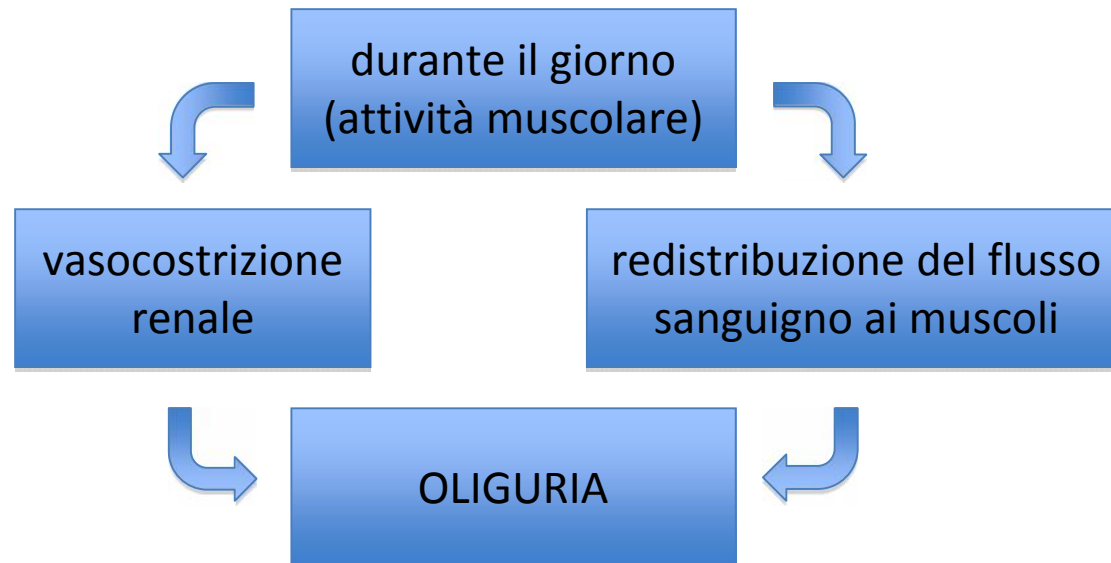 durante il giorno
(attività muscolare)
vasocostrizione
renale
redistribuzione del flusso
sanguigno ai muscoli
OLIGURIA